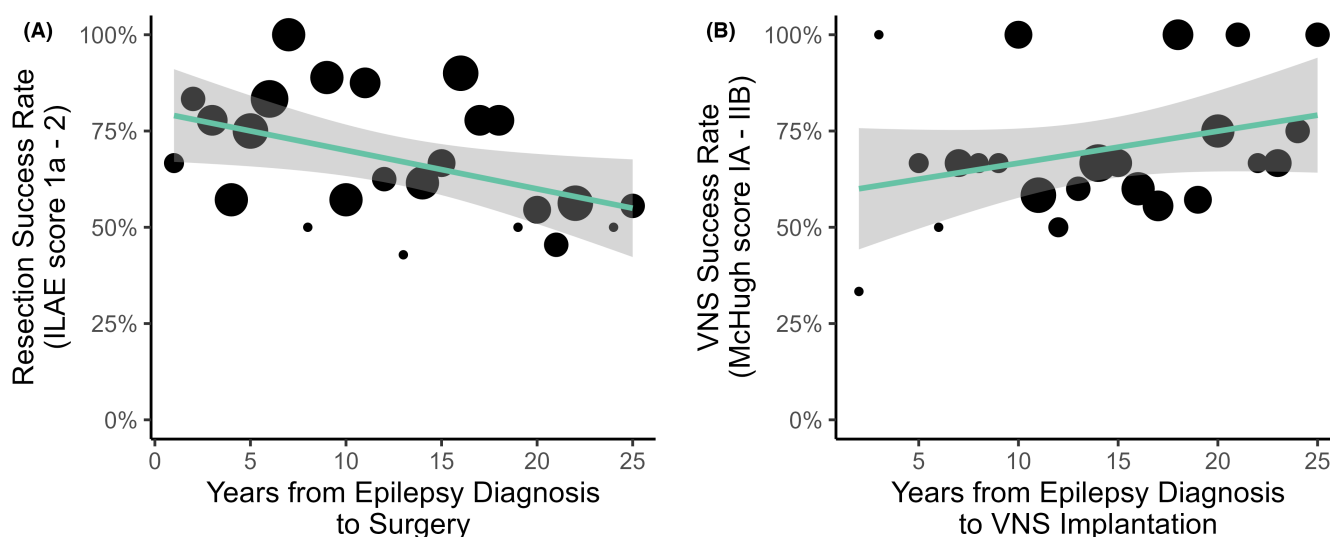 (A)
Resection Success Rate
(ILAE score 1a - 2)
100%
75%
50%
25%
0%
0 5 10 15 20 25
Years from Epilepsy Diagnosis
to Surgery
(B)
VNS Success Rate
(McHugh score IA - IIB)
100%
75%
50%
25%
0%
5 10 15 20 25
Years from Epilepsy Diagnosis
to VNS Implantation